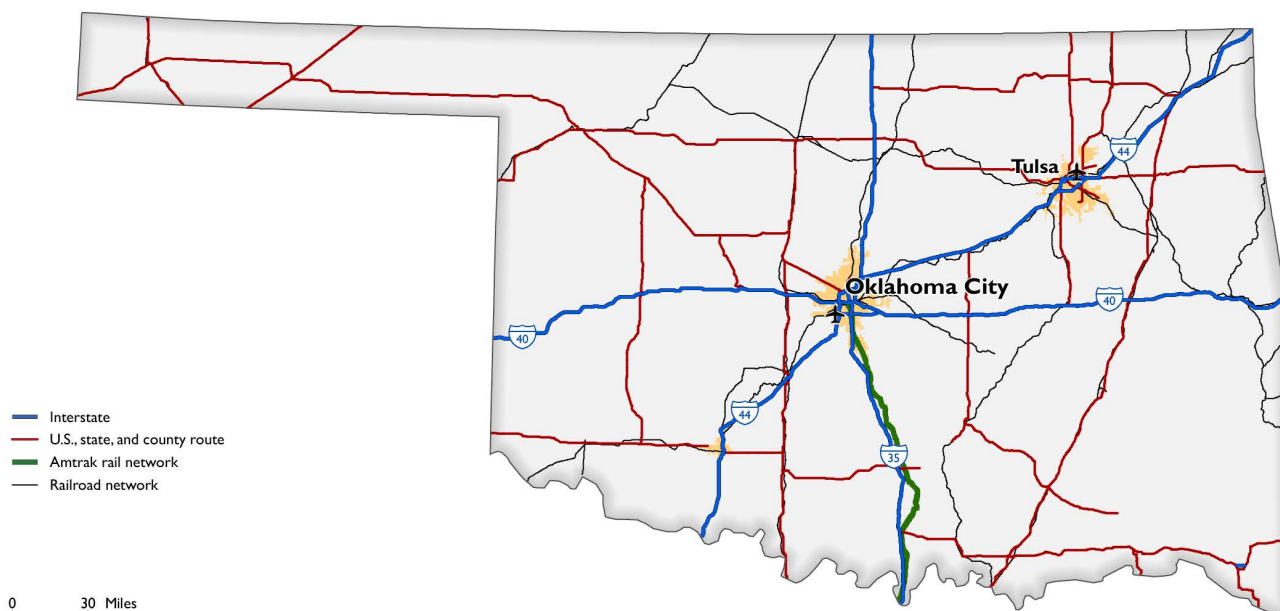 44
Tulsa
Oklahoma City
40
40
44
35
Interstate
U.S., state, and county route
Amtrak rail network
Railroad network
0 30 Miles